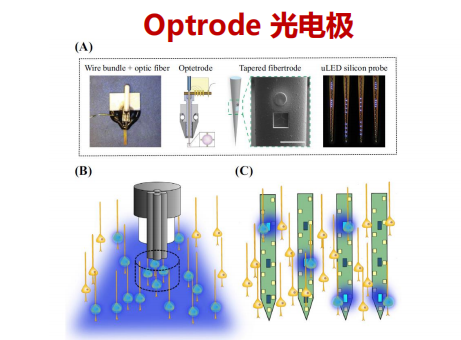 Optrode 光电极
(A)
Wire bundle + optic fiber Optetrode Tapered fibertrode uLED silicon probe
(B) (C)